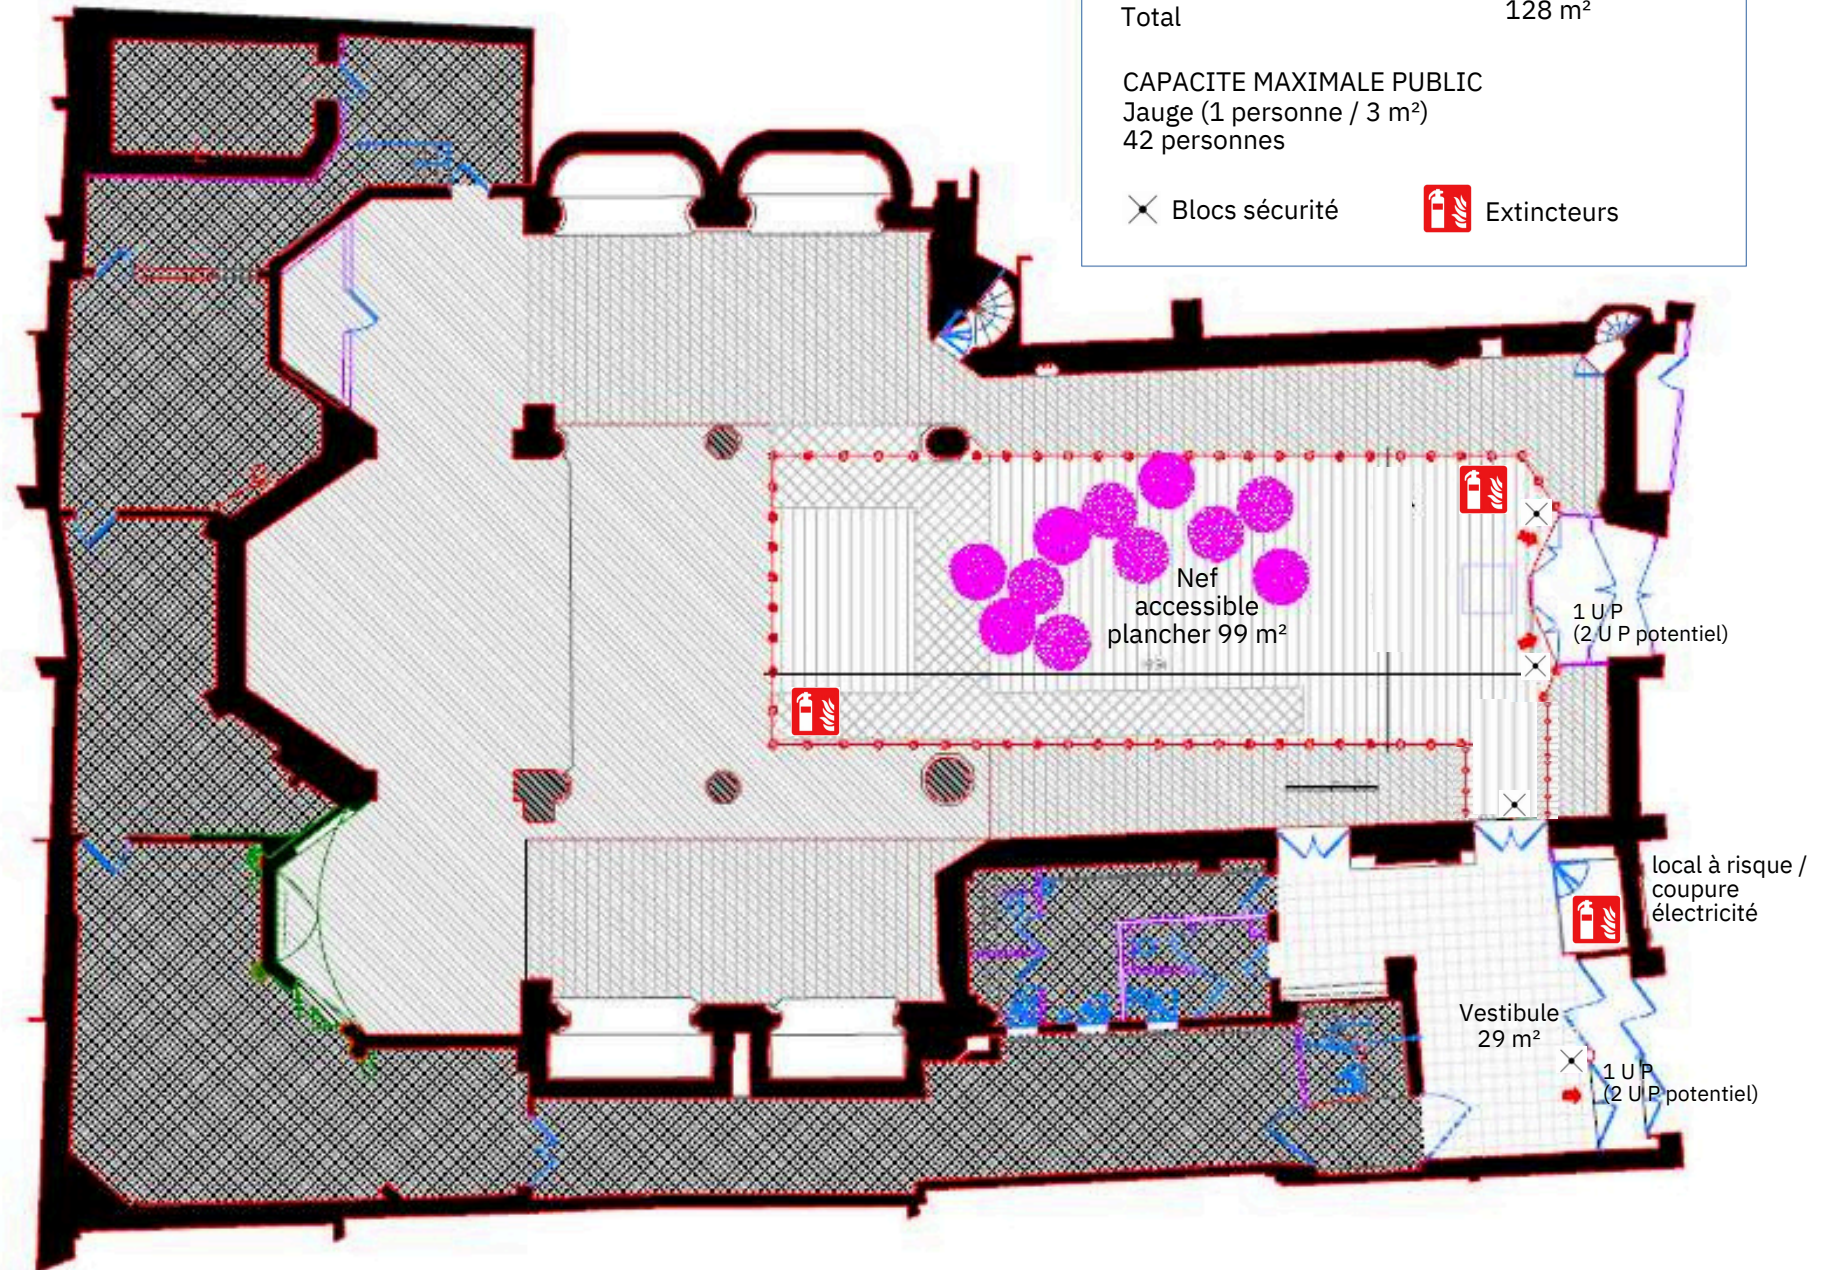 Total 128 m²
CAPACITE MAXIMALE PUBLIC
Jauge (1 personne / 3 m²)
42 personnes
Blocs sécurité Extincteurs
Nef
accessible
plancher 99 m²
1 U P
(2 U P potentiel)
local à risque /
coupure
électricité
Vestibule
29 m²
1 U P
(2 U P potentiel)